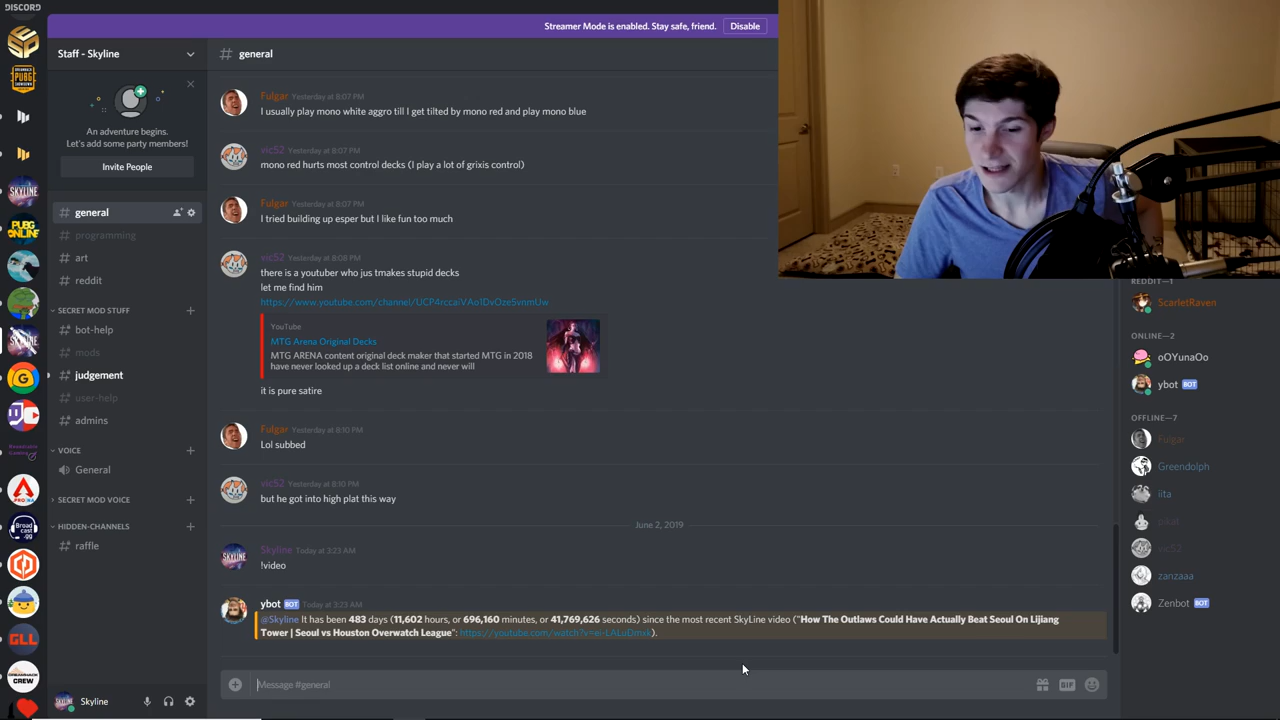 DISCORD
Streamer Mode is enabled. Stay safe, friend. Disable
Staff - Skyline
An adventure begins.
Let's add some party members!
Invite People
general
programming
art
reddit
SECRET MOD STUFF
bot-help
mods
judgement
user-help
admins
VOICE
General
SECRET MOD VOICE
HIDDEN-CHANNELS
raffle
Skyline
# general
Fulgar Yesterday at 8:07 PM
I usually play mono white aggro till I get tilted by mono red and play mono blue
vic52 Yesterday at 8:07 PM
mono red hurts most control decks (I play a lot of grixis control)
Fulgar Yesterday at 8:07 PM
I tried building up esper but I like fun too much
vic52 Yesterday at 8:08 PM
there is a youtuber who jus tmakes stupid decks
let me find him
YouTube
MTG Arena Original Decks
MTG ARENA content original deck maker that started MTG in 2018
have never looked up a deck list online and never will
it is pure satire
Fulgar Yesterday at 8:10 PM
Lol subbed
vic52 Yesterday at 8:10 PM
but he got into high plat this way
June 2, 2019
Skyline Today at 3:23 AM
!video
ybot BOT Today at 3:23 AM
@Skyline It has been 483 days (11,602 hours, or 696,160 minutes, or 41,769,626 seconds) since the most recent SkyLine video ("How The Outlaws Could Have Actually Beat Seoul On Lijiang
Tower | Seoul vs Houston Overwatch League":
Message #general
GIF
REDDIT—1
ScarletRaven
ONLINE—2
oOYunaOo
ybot BOT
OFFLINE—7
Fulgar
Greendolph
iita
vic52
zanzaaa
Zenbot BOT
PUBG
ONLINE
GLL
Broad
cast
.gg
CREW